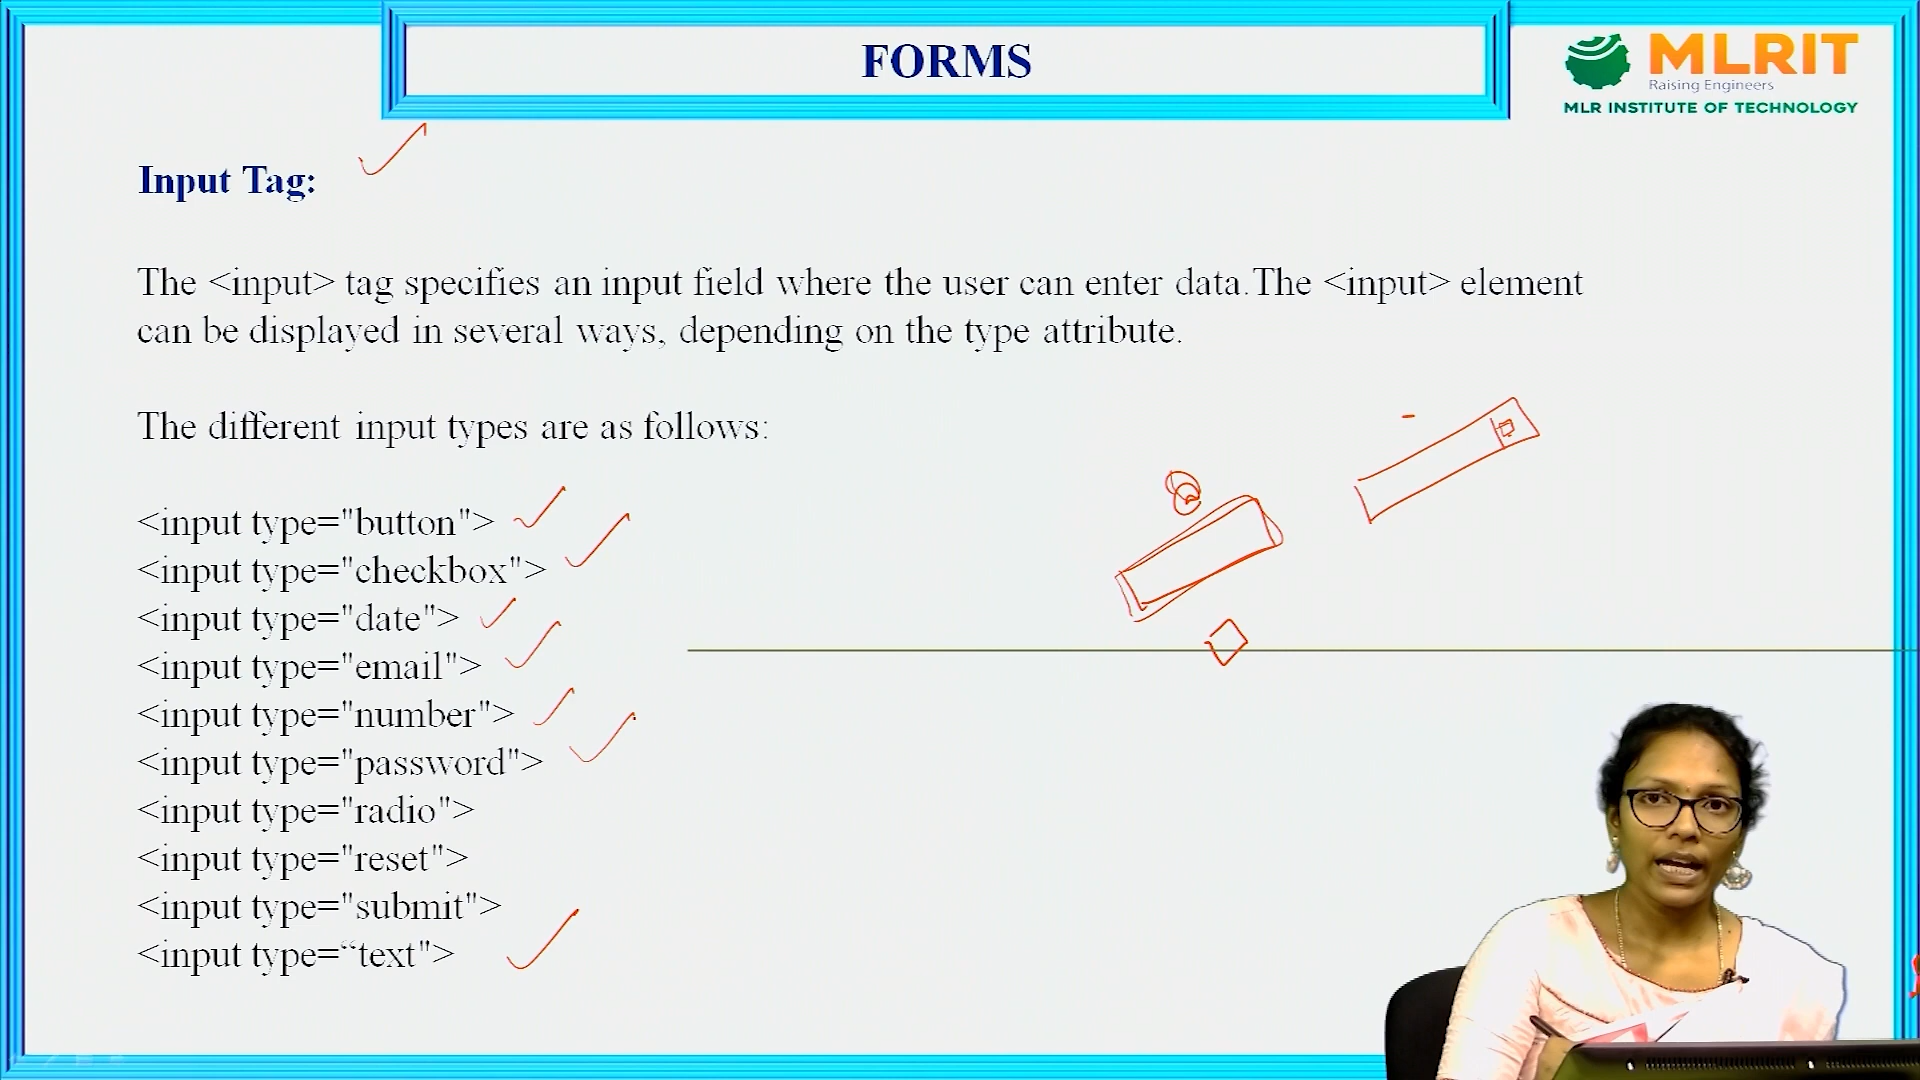 FORMS
MLRIT
Raising Engineers
MLR INSTITUTE OF TECHNOLOGY
Input Tag:
The <input> tag specifies an input field where the user can enter data.The <input> element
can be displayed in several ways, depending on the type attribute.
The different input types are as follows:
<input type="button">
<input type="checkbox">
<input type="date">
<input type="email">
<input type="number">
<input type="password">
<input type="radio">
<input type="reset">
<input type="submit">
<input type=“text">